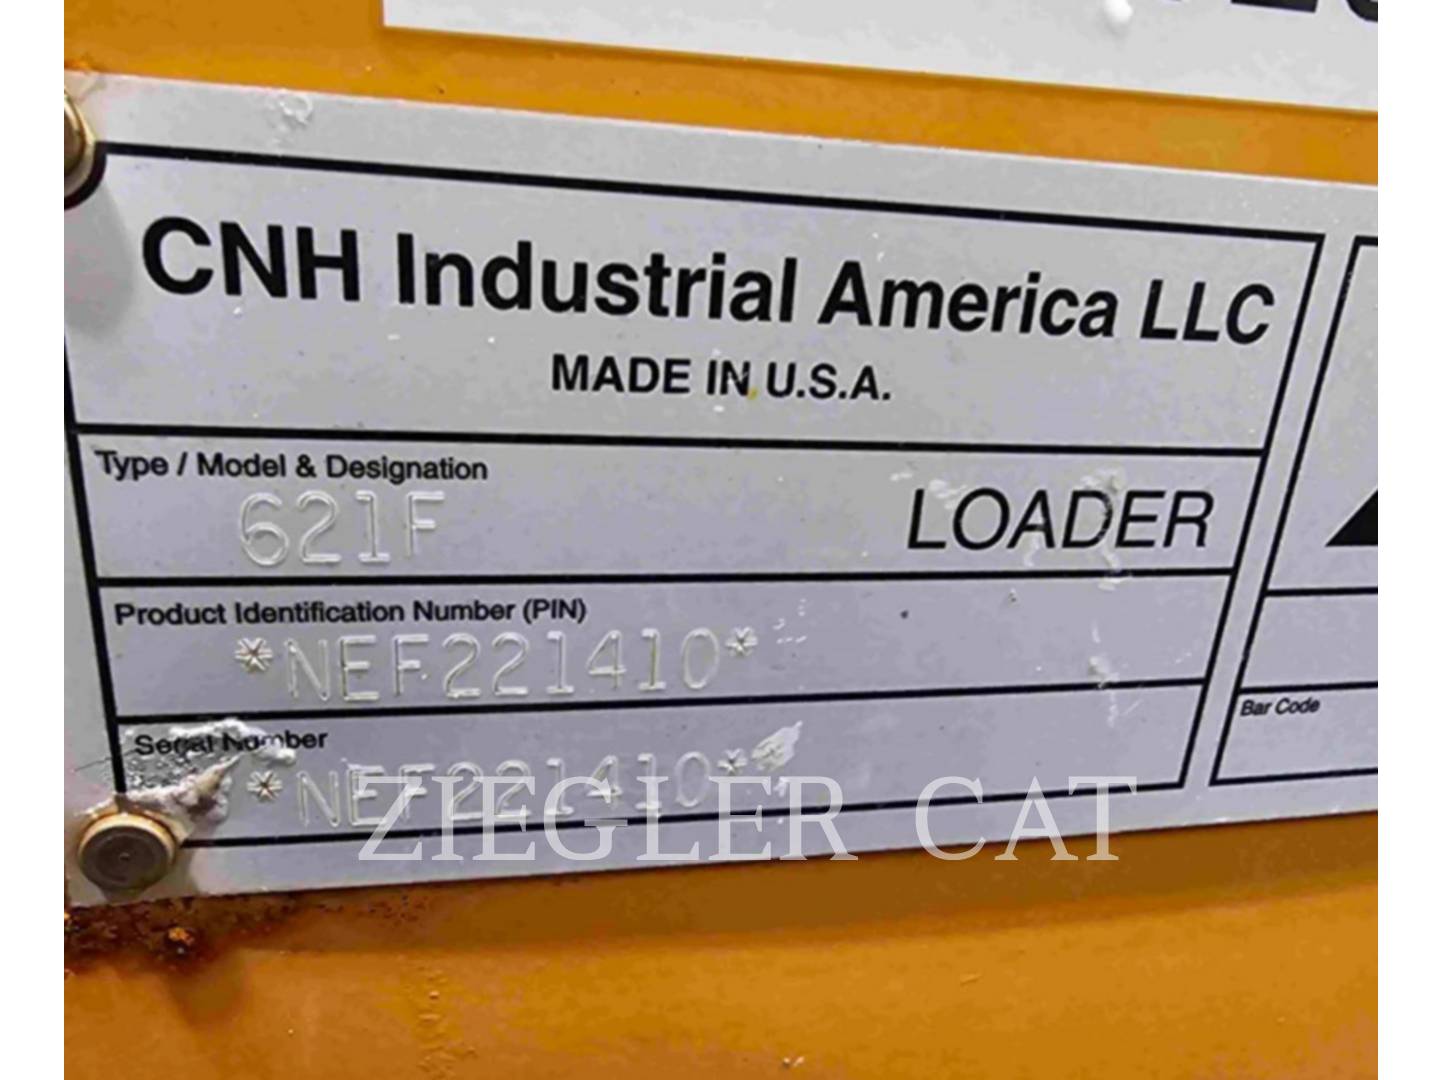 CNH Industrial America LLC
MADE IN U.S.A.
Type / Model & Designation
621F LOADER
Product Identification Number (PIN)
*NEF221410*
Serial Number
*NEF221410*
Bar Code
ZIEGLER CAT